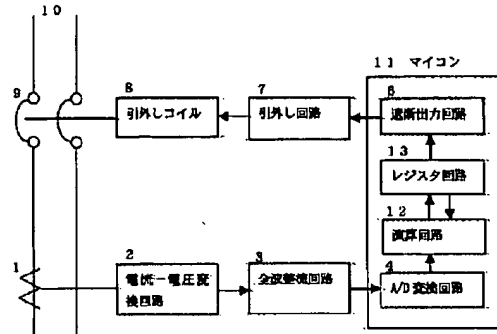 10
11 マイコン
9
8
引外しコイル
7
引外し回路
6
遮断出力回路
13
レジスタ回路
12
演算回路
1
2
電流－電圧変
換回路
3
全波整流回路
4
A/D変換回路